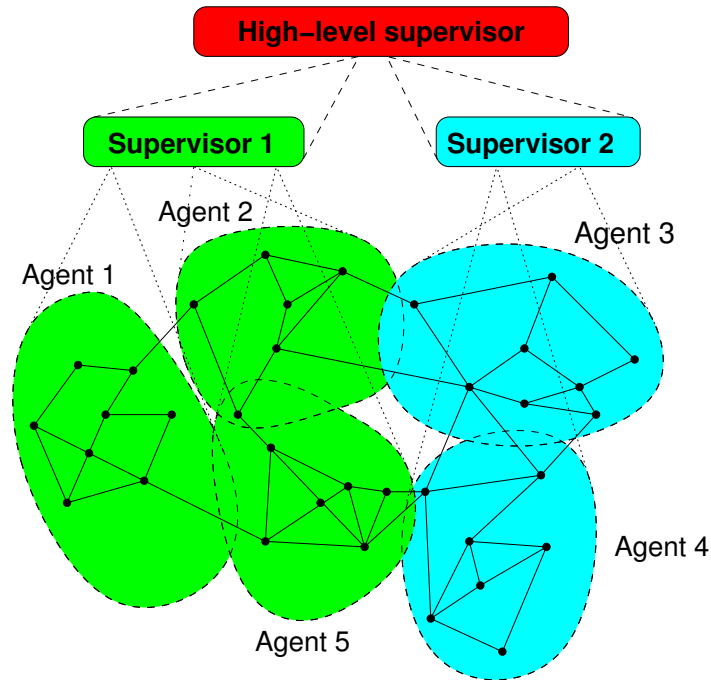 High−level supervisor
Supervisor 1
Supervisor 2
Agent 2
Agent 3
Agent 1
Agent 4
Agent 5